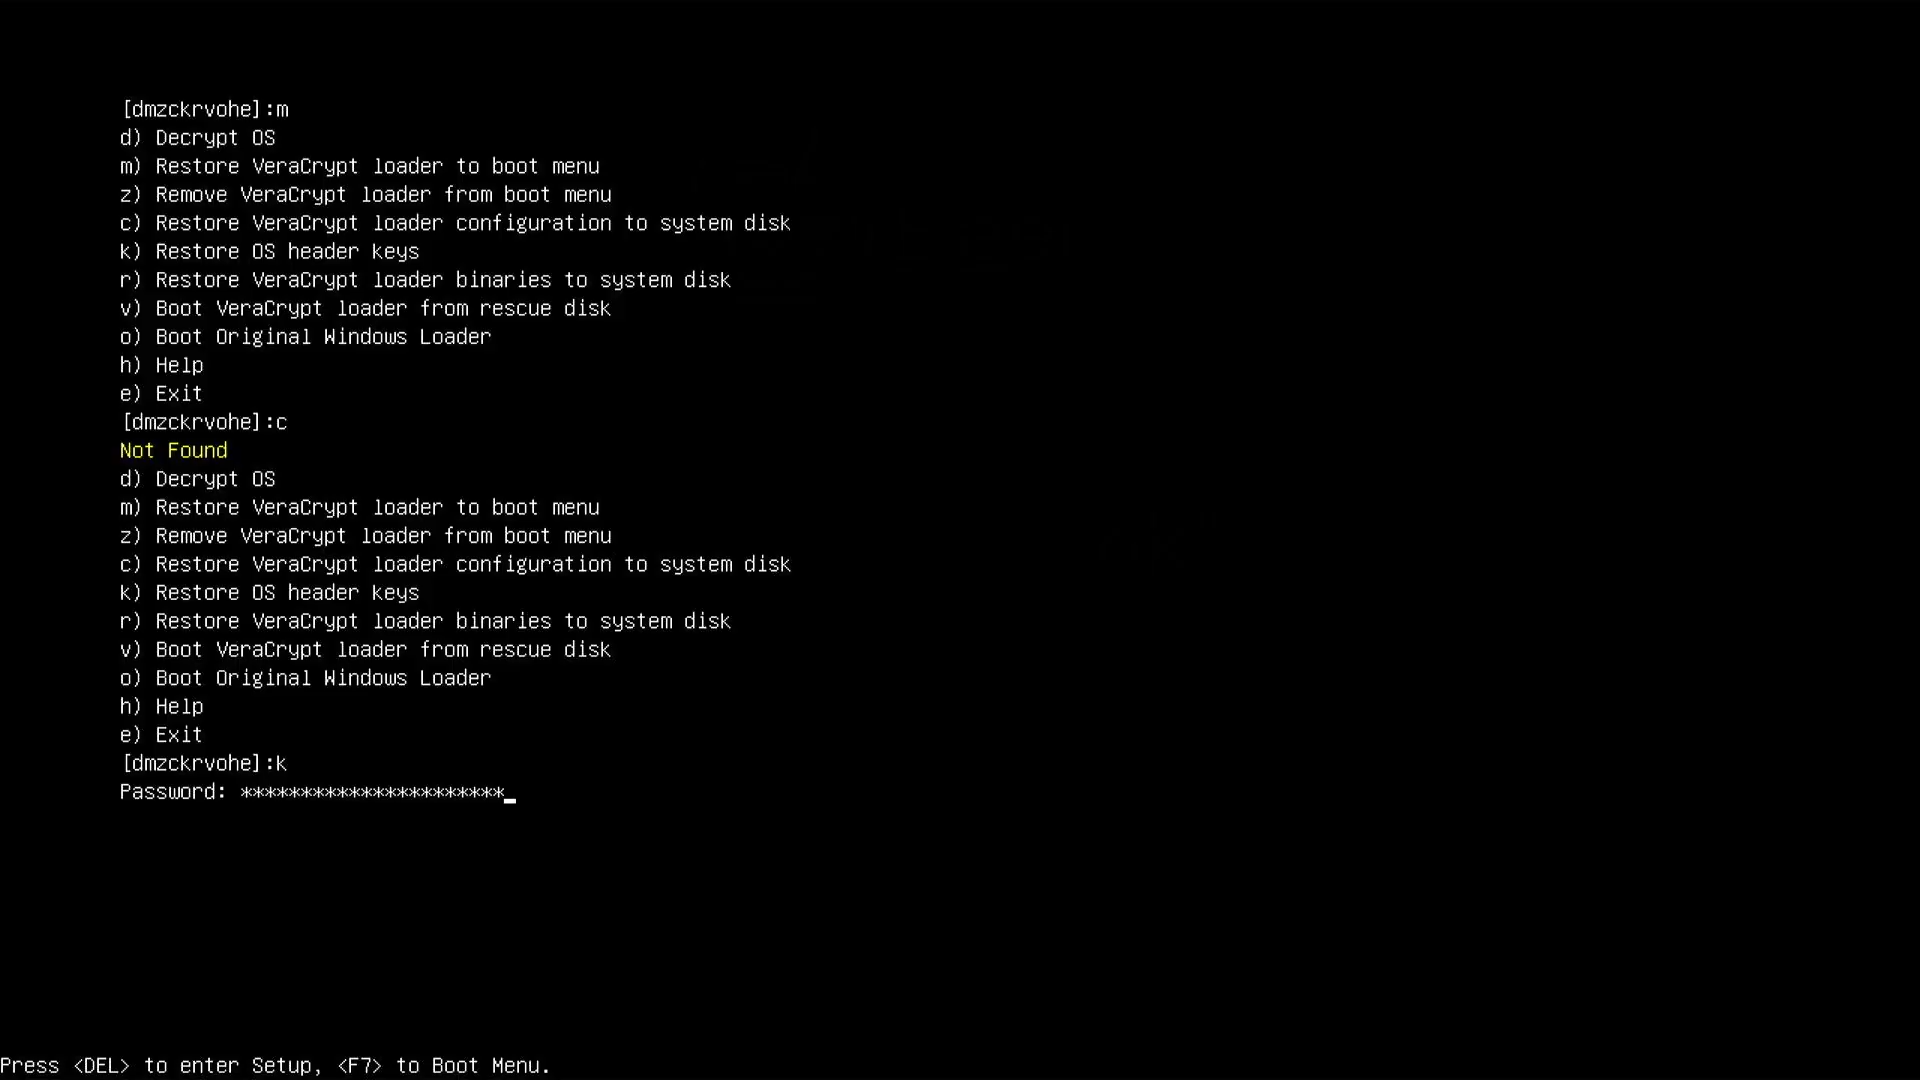 [dmzckrvohe]:m
d) Decrypt OS
m) Restore VeraCrypt loader to boot menu
z) Remove VeraCrypt loader from boot menu
c) Restore VeraCrypt loader configuration to system disk
k) Restore OS header keys
r) Restore VeraCrypt loader binaries to system disk
v) Boot VeraCrypt loader from rescue disk
o) Boot Original Windows Loader
h) Help
e) Exit
[dmzckrvohe]:c
Not Found
d) Decrypt OS
m) Restore VeraCrypt loader to boot menu
z) Remove VeraCrypt loader from boot menu
c) Restore VeraCrypt loader configuration to system disk
k) Restore OS header keys
r) Restore VeraCrypt loader binaries to system disk
v) Boot VeraCrypt loader from rescue disk
o) Boot Original Windows Loader
h) Help
e) Exit
[dmzckrvohe]:k
Password: **********************_
Press <DEL> to enter Setup, <F7> to Boot Menu.